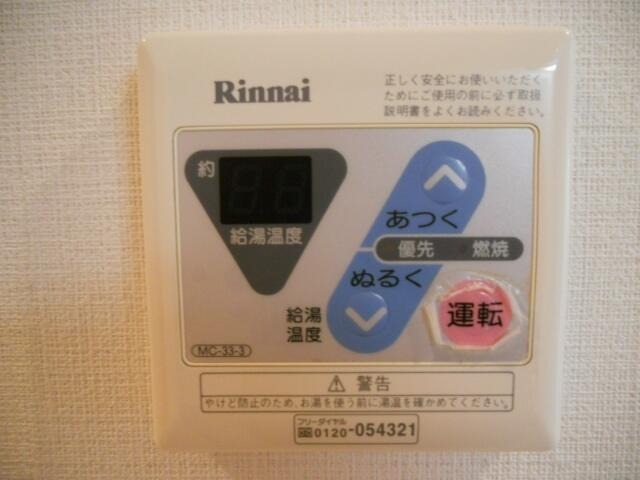 Rinnai
正しく安全にお使いいただく
ためにご使用の前に必ず取扱
説明書をよくお読みください。
約
給湯温度
あつく
優先 燃焼
ぬるく
給湯
温度
運転
MC-33-3
⚠ 警告
やけど防止のため、お湯を使う前に湯温を確かめてください。
フリーダイヤル
0120-054321